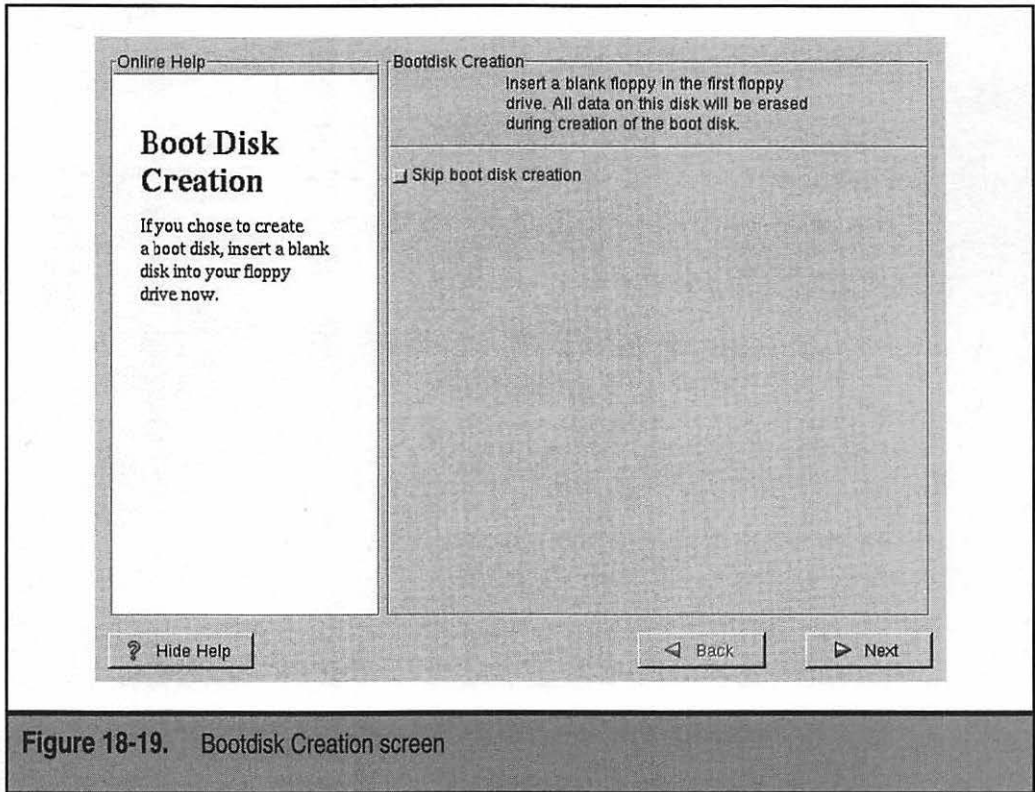 Online Help
Boot Disk
Creation
If you chose to create
a boot disk, insert a blank
disk into your floppy
drive now.
Bootdisk Creation
Insert a blank floppy in the first floppy
drive. All data on this disk will be erased
during creation of the boot disk.
Skip boot disk creation
? Hide Help
Back
Next
Figure 18-19. Bootdisk Creation screen